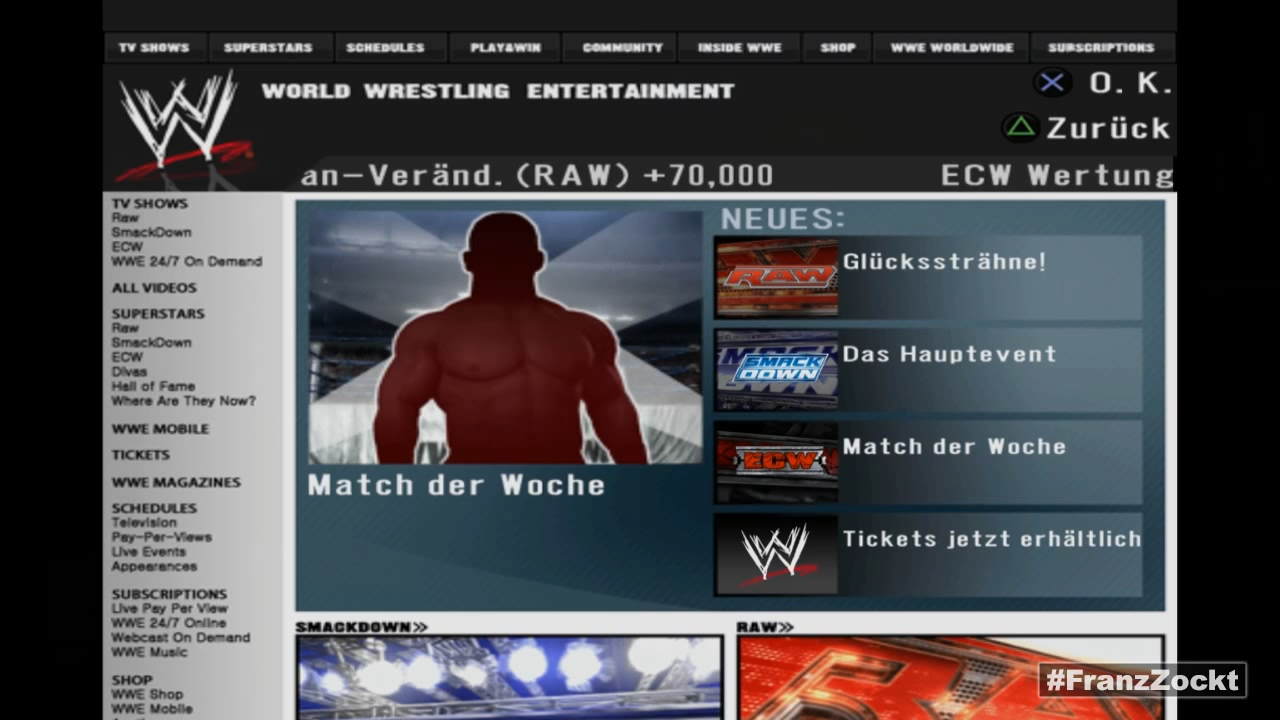 TV SHOWS SUPERSTARS SCHEDULES PLAY&WIN COMMUNITY INSIDE WWE SHOP WWE WORLDWIDE SUBSCRIPTIONS
WORLD WRESTLING ENTERTAINMENT
O. K.
Zurück
an-Veränd. (RAW) +70,000 ECW Wertung
TV SHOWS
Raw
SmackDown
ECW
WWE 24/7 On Demand
ALL VIDEOS
SUPERSTARS
Raw
SmackDown
ECW
Divas
Hall of Fame
Where Are They Now?
WWE MOBILE
TICKETS
WWE MAGAZINES
SCHEDULES
Television
Pay-Per-Views
Live Events
Appearances
SUBSCRIPTIONS
Live Pay Per View
WWE 24/7 Online
Webcast On Demand
WWE Music
SHOP
WWE Shop
WWE Mobile
Match der Woche
NEUES:
RAW
Glückssträhne!
SMACK DOWN
Das Hauptevent
ECW
Match der Woche
Tickets jetzt erhältlich
SMACKDOWN»
RAW»
#FranzZockt